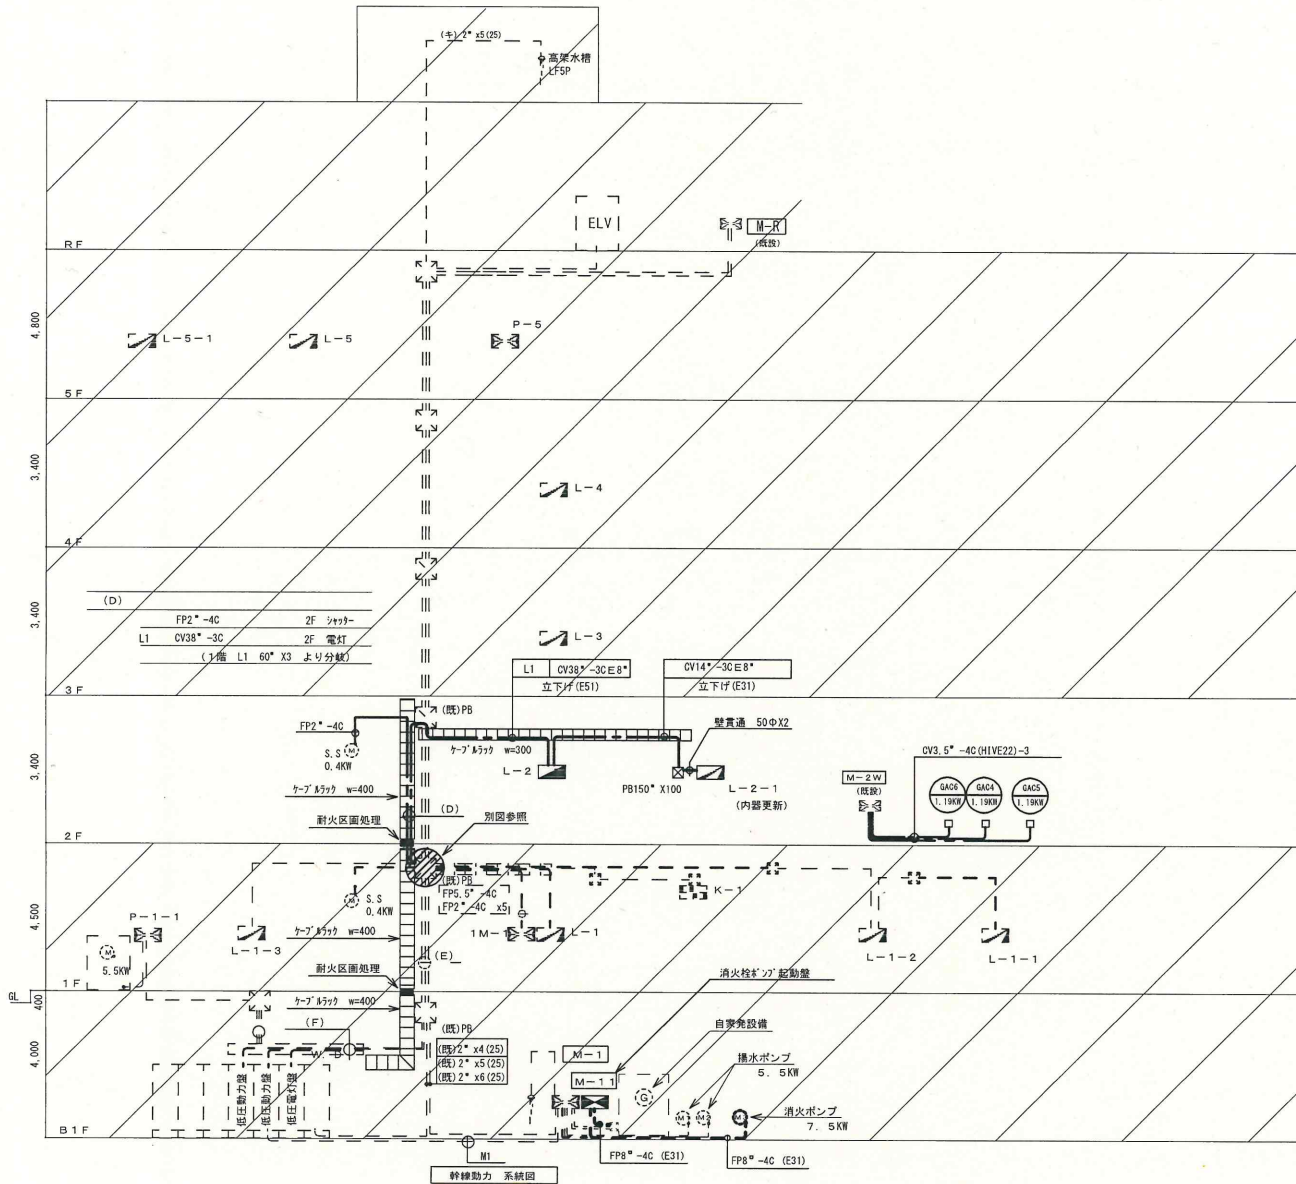 (キ) 2° x5(25)
高架水槽
LF5P
ELV
M-R
(既設)
RF
4,800
L-5-1
L-5
P-5
5F
3,400
L-4
4F
3,400
(D)
FP2°-4C 2F シャッター
L1 CV38°-3C 2F 電灯
(1階 L1 60° X3 より分岐)
L-3
L1 CV38°-3CE8°
立下げ(E51)
CV14°-3CE8°
立下げ(E31)
3F
(既)PB
FP2°-4C
S.S
0.4KW
M
ケーブルラック w=300
壁貫通 50ΦX2
L-2
PB150° X100
L-2-1
(内器更新)
CV3.5°-4C(HIVE22)-3
M-2W
(既設)
GAC6
1.19KW
GAC4
1.19KW
GAC5
1.19KW
3,400
ケーブルラック w=400
(D)
耐火区画処理
別図参照
2F
(既)PB
FP5.5°-4C
FP2°-4C x5
K-1
M
S.S
0.4KW
4,500
P-1-1
M
5.5KW
L-1-3
ケーブルラック w=400
1M-1
L-1
L-1-2
L-1-1
(E)
耐火区画処理
消火栓ポンプ起動盤
1F
GL
400
ケーブルラック w=400
(既)PB
自家発設備
(F)
(既)2° x4(25)
(既)2° x5(25)
(既)2° x6(25)
M-1
揚水ポンプ
5.5KW
4,000
低圧動力盤
低圧動力盤
低圧電灯盤
M-11
G
M2
消火ポンプ
7.5KW
B1F
M1
FP8°-4C (E31)
FP8°-4C (E31)
幹線動力 系統図